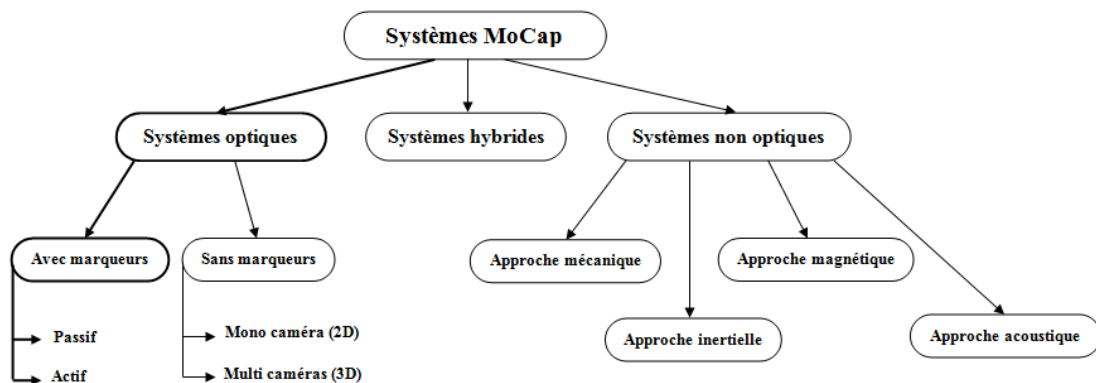 Systèmes MoCap
Systèmes optiques
Systèmes hybrides
Systèmes non optiques
Avec marqueurs
Sans marqueurs
Approche mécanique
Approche magnétique
Passif
Mono caméra (2D)
Approche inertielle
Approche acoustique
Actif
Multi caméras (3D)